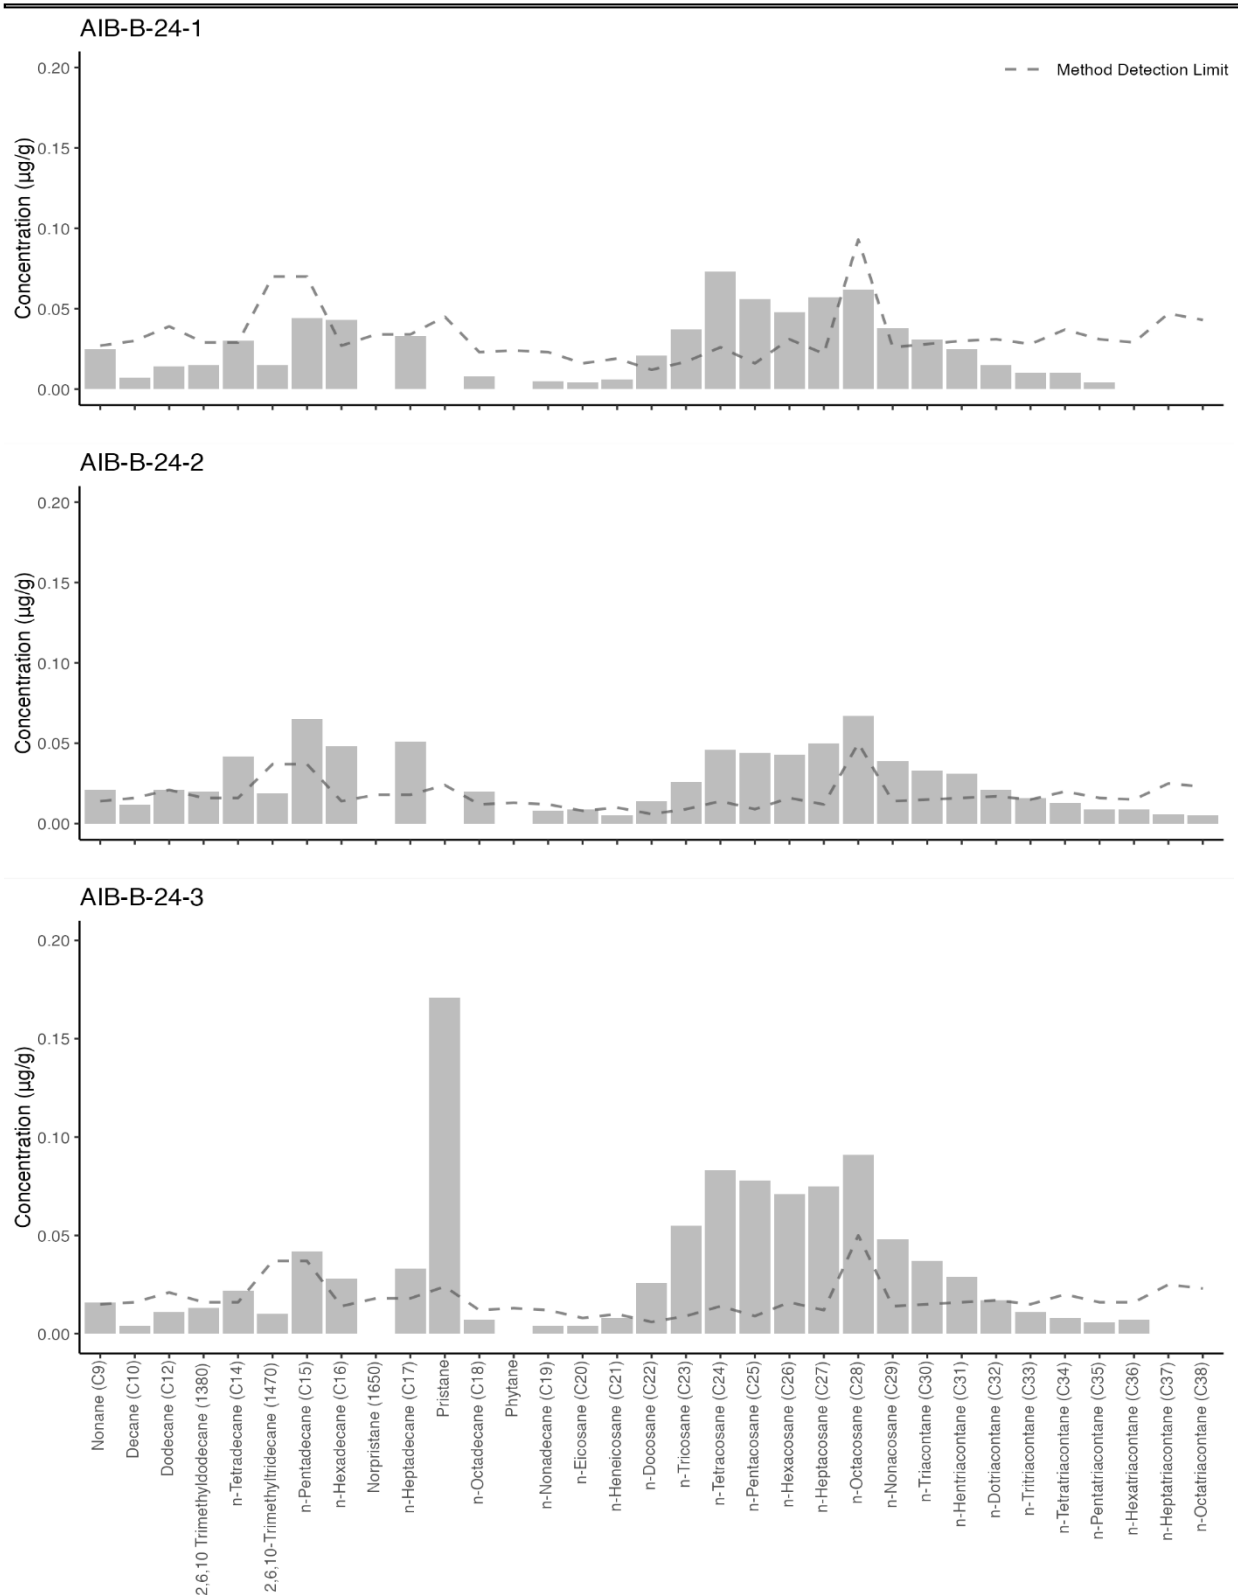 AIB-B-24-1
Method Detection Limit
Concentration (µg/g)
0.20
0.15
0.10
0.05
0.00
AIB-B-24-2
Concentration (µg/g)
0.20
0.15
0.10
0.05
0.00
AIB-B-24-3
Concentration (µg/g)
0.20
0.15
0.10
0.05
0.00
Nonane (C9)
Decane (C10)
Dodecane (C12)
2,6,10 Trimethyldodecane (1380)
n-Tetradecane (C14)
2,6,10-Trimethyltridecane (1470)
n-Pentadecane (C15)
n-Hexadecane (C16)
Norpristane (1650)
n-Heptadecane (C17)
Pristane
n-Octadecane (C18)
Phytane
n-Nonadecane (C19)
n-Eicosane (C20)
n-Heneicosane (C21)
n-Docosane (C22)
n-Tricosane (C23)
n-Tetracosane (C24)
n-Pentacosane (C25)
n-Hexacosane (C26)
n-Heptacosane (C27)
n-Octacosane (C28)
n-Nonacosane (C29)
n-Triacontane (C30)
n-Hentriacontane (C31)
n-Dotriacontane (C32)
n-Tritriacontane (C33)
n-Tetratriacontane (C34)
n-Pentatriacontane (C35)
n-Hexatriacontane (C36)
n-Heptatriacontane (C37)
n-Octatriacontane (C38)